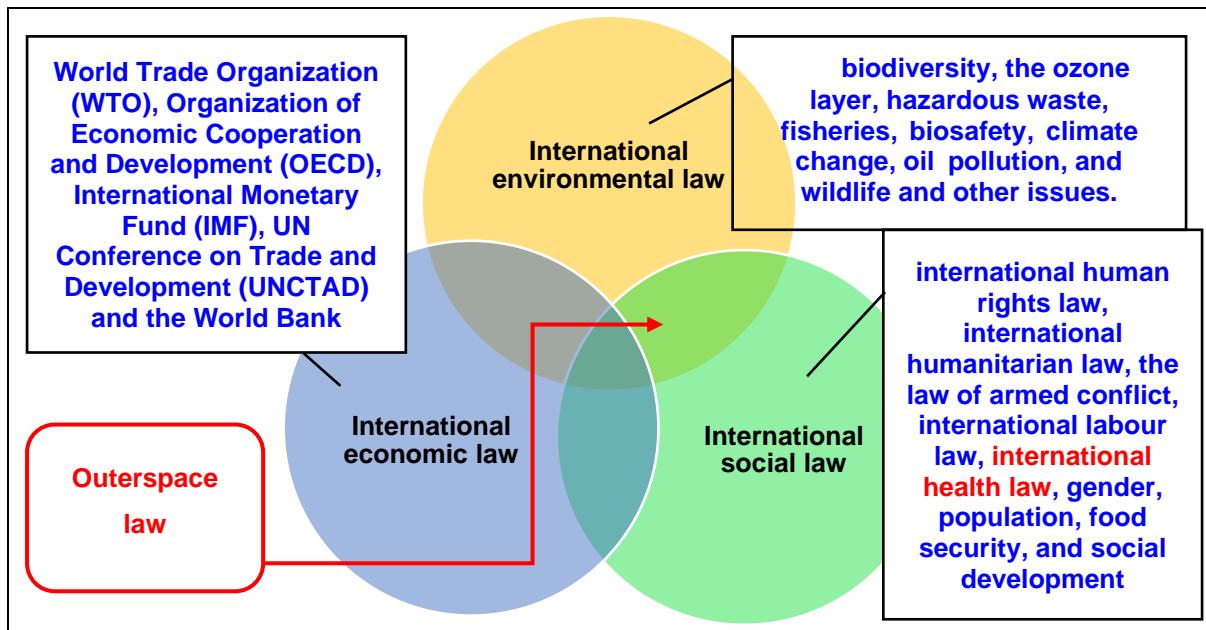 World Trade Organization
(WTO), Organization of
Economic Cooperation
and Development (OECD),
International Monetary
Fund (IMF), UN
Conference on Trade and
Development (UNCTAD)
and the World Bank
International
environmental law
biodiversity, the ozone
layer, hazardous waste,
fisheries, biosafety, climate
change, oil pollution, and
wildlife and other issues.
international human
rights law,
international
humanitarian law, the
law of armed conflict,
international labour
law, international
health law, gender,
population, food
security, and social
development
International
economic law
International
social law
Outerspace
law